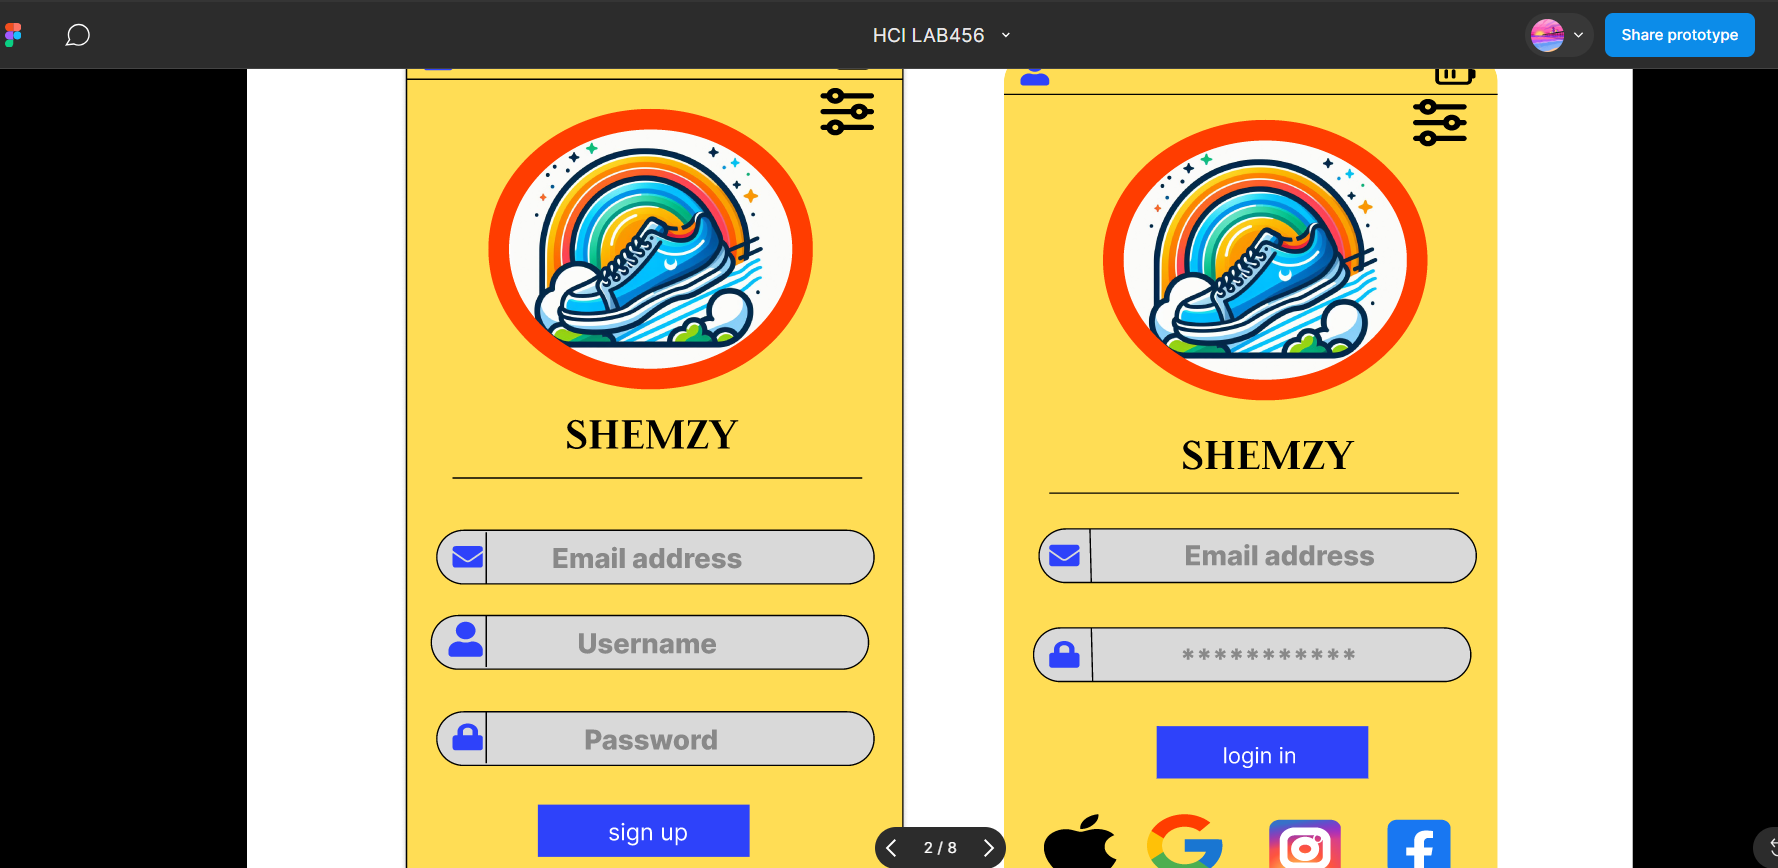 HCI LAB456
Share prototype
SHEMZY
Email address
Username
Password
sign up
SHEMZY
Email address
***********
login in
2 / 8